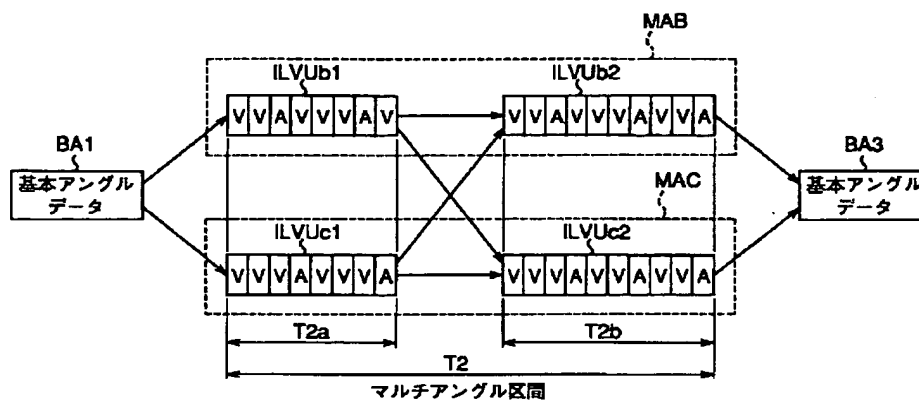 MAB
ILVUb1
ILVUb2
V V A V V V A V
V V A V V V A V V A
BA1
基本アングル
データ
BA3
基本アングル
データ
MAC
ILVUc1
ILVUc2
V V V A V V V A
V V V A V V A V V A
T2a
T2b
T2
マルチアングル区間